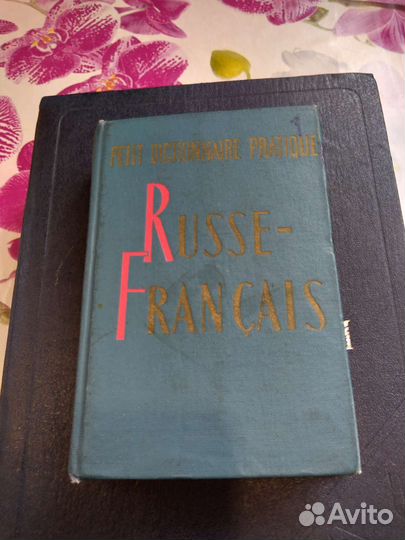 PETIT DICTIONNAIRE PRATIQUE
RUSSE-
FRANÇAIS
Avito